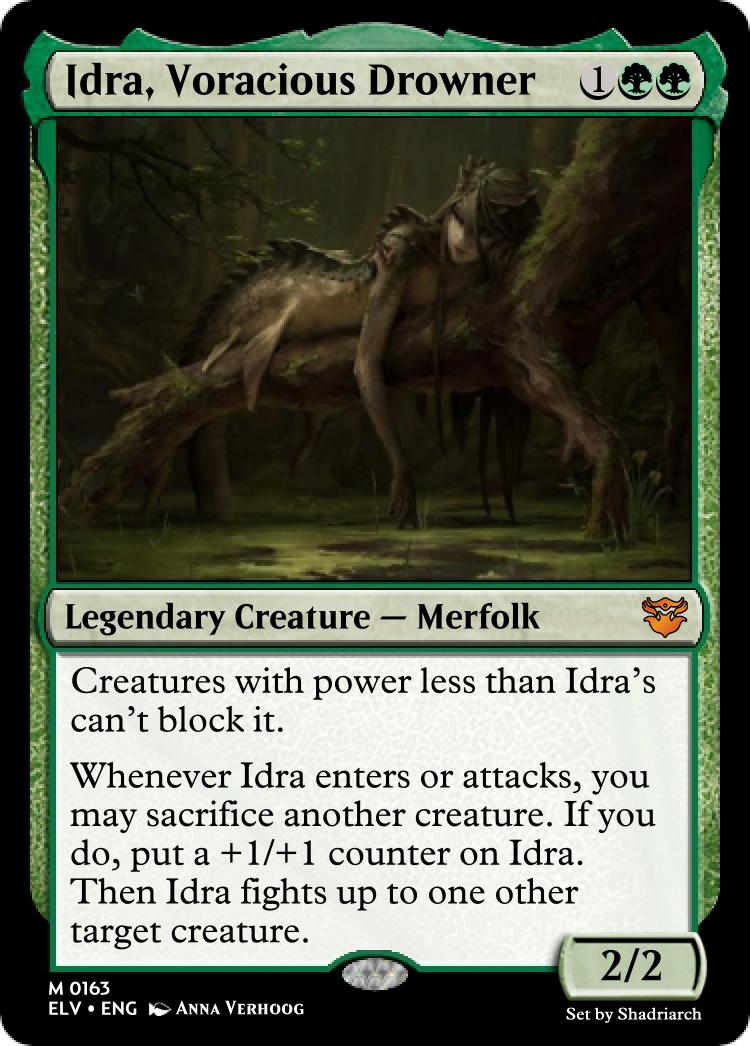 Idra, Voracious Drowner 1
Legendary Creature — Merfolk
Creatures with power less than Idra’s
can’t block it.
Whenever Idra enters or attacks, you
may sacrifice another creature. If you
do, put a +1/+1 counter on Idra.
Then Idra fights up to one other
target creature.
2/2
M 0163
ELV • ENG Anna Verhoog
Set by Shadriarch